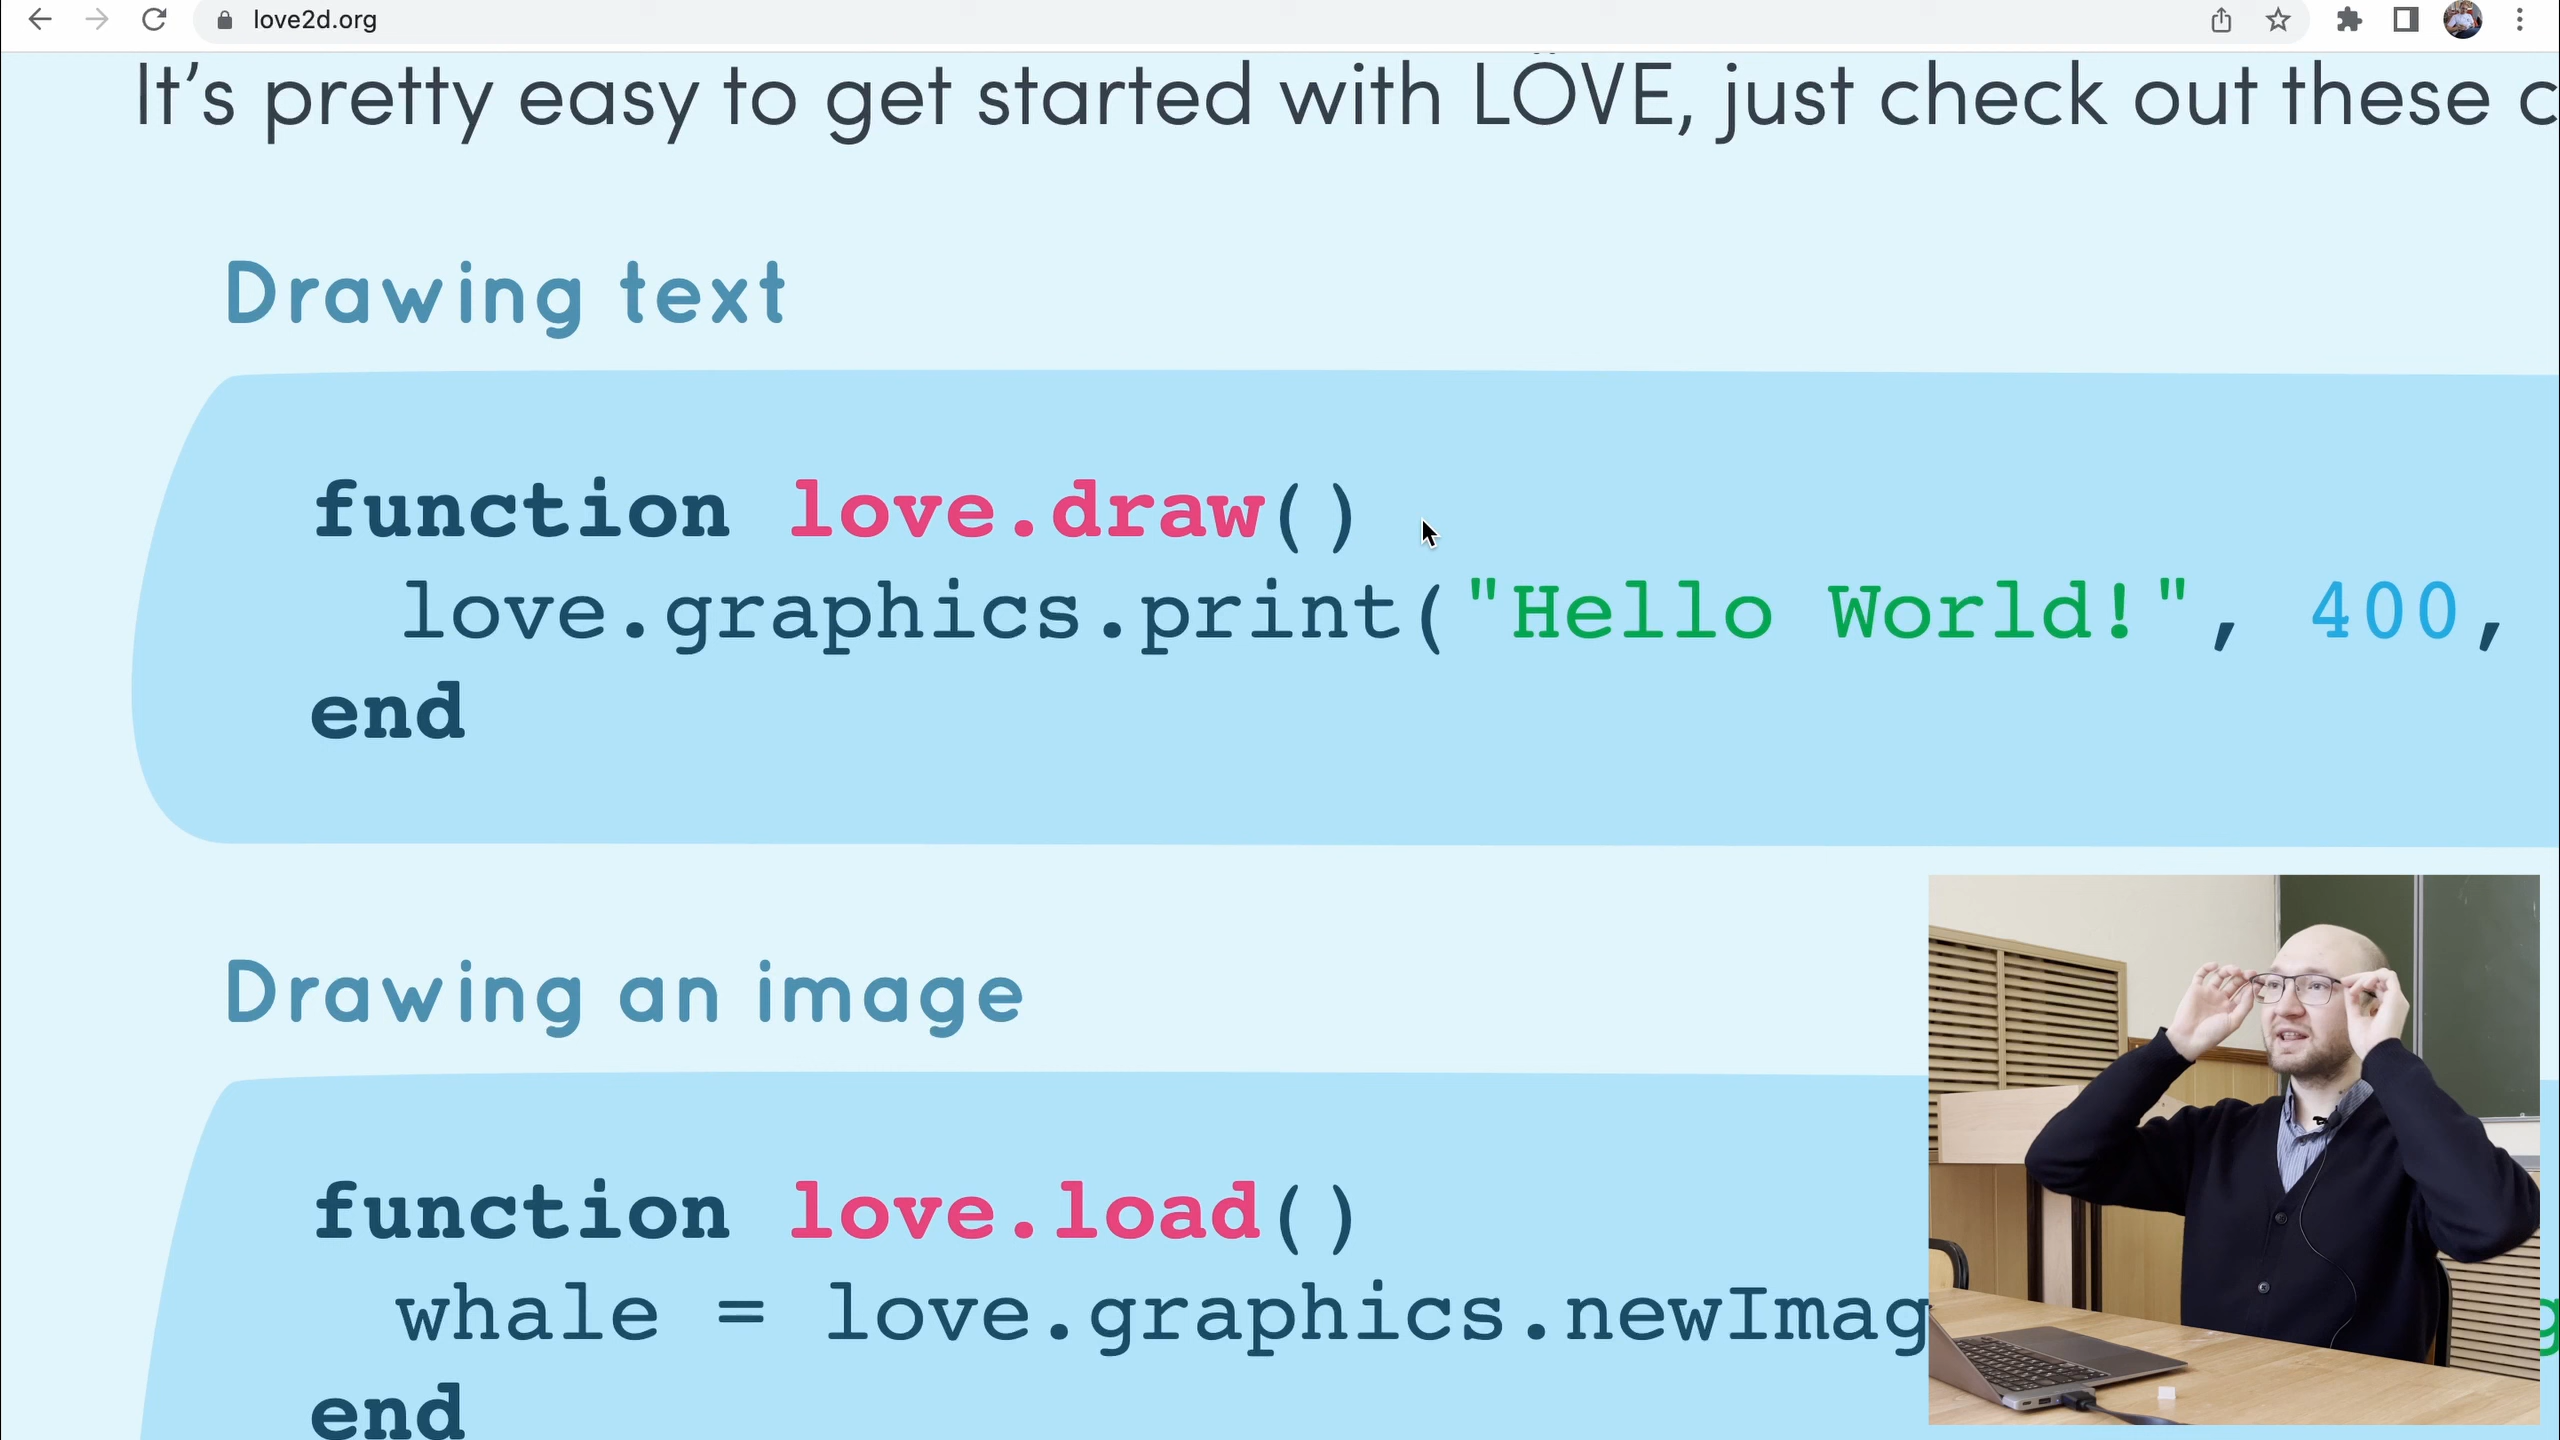 love2d.org
It's pretty easy to get started with LÖVE, just check out these
Drawing text
function love.draw()
love.graphics.print("Hello World!", 400,
end
Drawing an image
function love.load()
whale = love.graphics.newImag
end